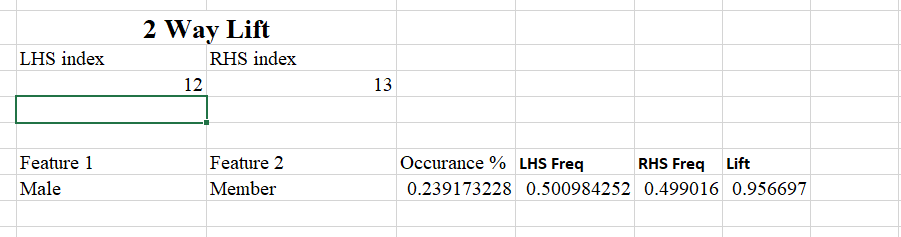 2 Way Lift
LHS index RHS index
12 13
Feature 1 Feature 2 Occurance % LHS Freq RHS Freq Lift
Male Member 0.239173228 0.500984252 0.499016 0.956697